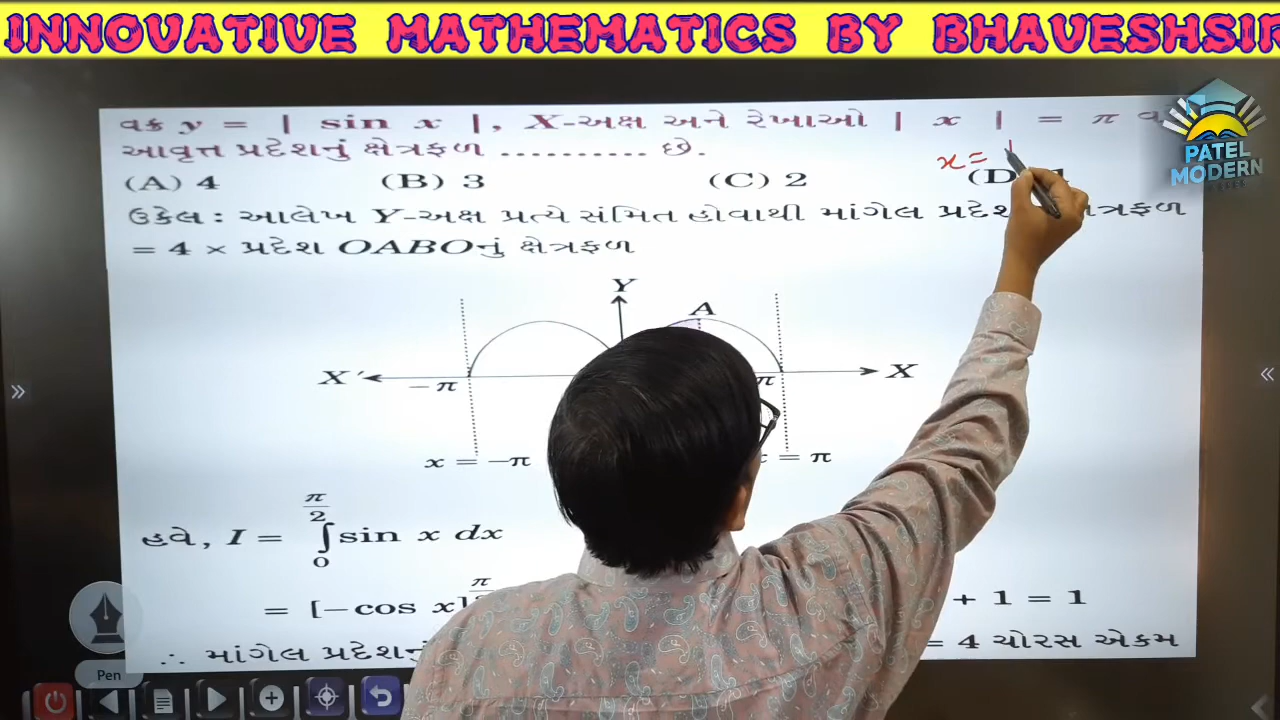 INNOVATIVE MATHEMATICS BY BHAVESHSIR
PATEL
MODERN
વક્ર y = | sin x |, X-અક્ષ અને રેખાઓ | x | = π
આવૃત્ત પ્રદેશનું ક્ષેત્રફળ .......... છે.
x =
(A) 4 (B) 3 (C) 2 (D)
ઉકેલ : આલેખ Y-અક્ષ પ્રત્યે સંમિત હોવાથી માંગેલ
= 4 × પ્રદેશ OABOનું ક્ષેત્રફળ
Y
A
X′ −π π X
x = −π = π
હવે, I = ∫₀^(π/2) sin x dx
= [−cos x] + 1 = 1
∴ માંગેલ પ્રદેશનું = 4 ચોરસ એકમ
Pen